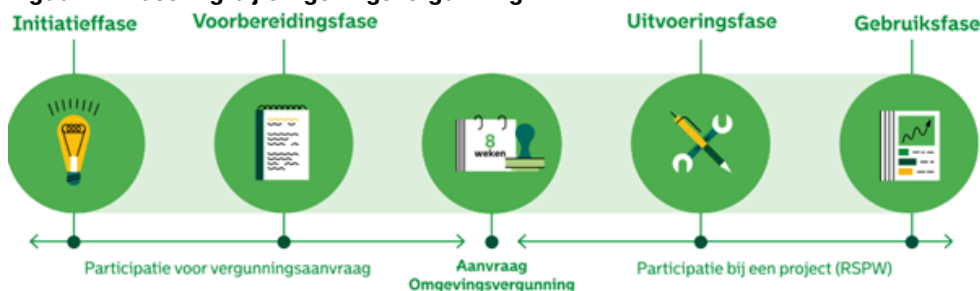 Initiatieffase
Voorbereidingsfase
Uitvoeringsfase
Gebruiksfase
8
weken
Participatie voor vergunningsaanvraag
Aanvraag
Omgevingsvergunning
Participatie bij een project (RSPW)